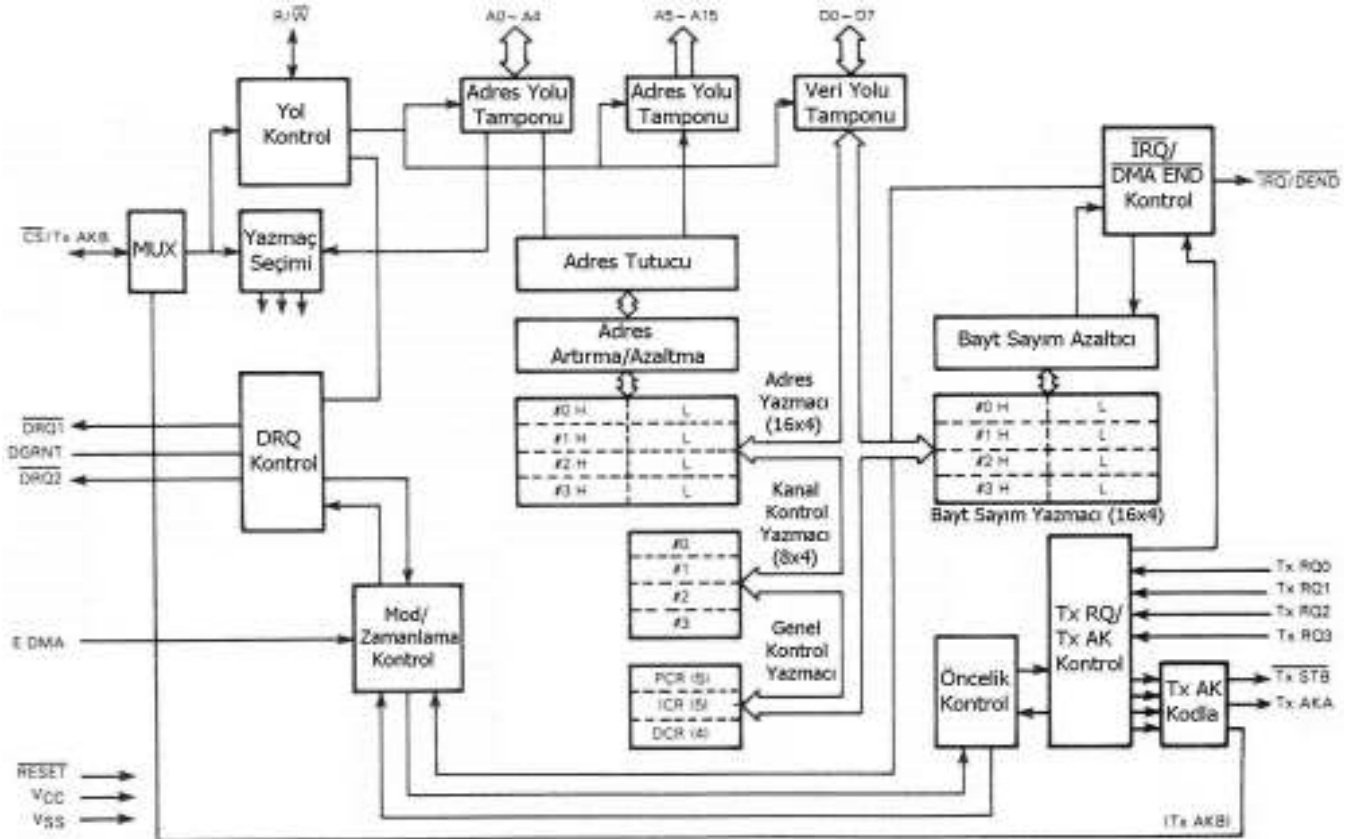 R/W A0–A4 A5–A15 D0–D7
Yol
Kontrol
Adres Yolu
Tamponu
Adres Yolu
Tamponu
Veri Yolu
Tamponu
IRQ/
DMA END
Kontrol
IRQ/DEND
CS/Tx AKB
MUX
Yazmaç
Seçimi
Adres Tutucu
Adres
Artırma/Azaltma
Bayt Sayım Azaltıcı
Adres
Yazmacı
(16x4)
#0 H L
#1 H L
#2 H L
#3 H L
#0 H L
#1 H L
#2 H L
#3 H L
Bayt Sayım Yazmacı (16x4)
DRQ1
DGRNT
DRQ2
DRQ
Kontrol
Kanal
Kontrol
Yazmacı
(8x4)
#0
#1
#2
#3
E DMA
Mod/
Zamanlama
Kontrol
Genel
Kontrol
Yazmacı
PCR (5)
ICR (5)
DCR (4)
Öncelik
Kontrol
Tx RQ/
Tx AK
Kontrol
Tx RQ0
Tx RQ1
Tx RQ2
Tx RQ3
Tx AK
Kodla
Tx STB
Tx AKA
(Tx AKB)
RESET
VCC
VSS